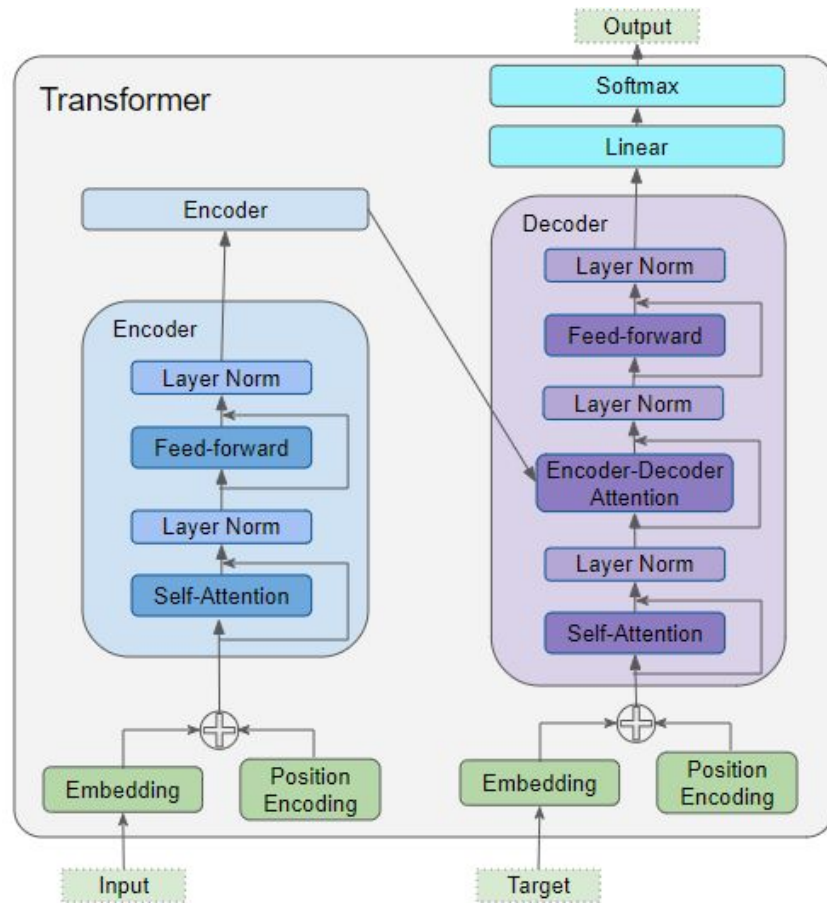 Output
Transformer
Softmax
Linear
Encoder
Encoder
Layer Norm
Feed-forward
Layer Norm
Self-Attention
Decoder
Layer Norm
Feed-forward
Layer Norm
Encoder-Decoder
Attention
Layer Norm
Self-Attention
Embedding
Position
Encoding
Embedding
Position
Encoding
Input
Target